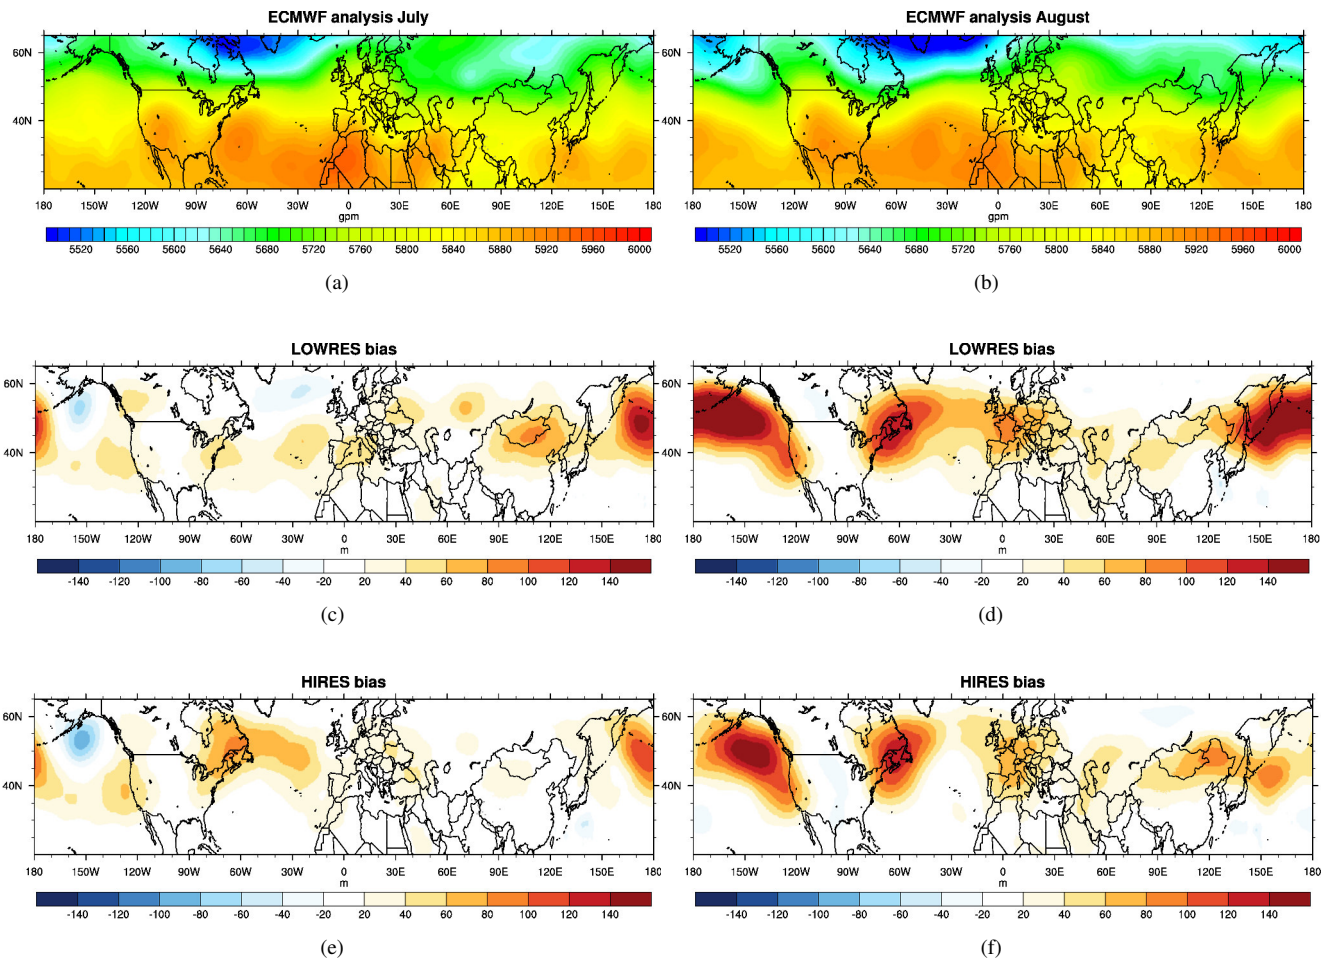 ECMWF analysis July
60N
40N
180 150W 120W 90W 60W 30W 0 30E 60E 90E 120E 150E 180
gpm
5520 5560 5600 5640 5680 5720 5760 5800 5840 5880 5920 5960 6000
(a)
ECMWF analysis August
60N
40N
180 150W 120W 90W 60W 30W 0 30E 60E 90E 120E 150E 180
gpm
5520 5560 5600 5640 5680 5720 5760 5800 5840 5880 5920 5960 6000
(b)
LOWRES bias
60N
40N
180 150W 120W 90W 60W 30W 0 30E 60E 90E 120E 150E 180
m
-140 -120 -100 -80 -60 -40 -20 20 40 60 80 100 120 140
(c)
LOWRES bias
60N
40N
180 150W 120W 90W 60W 30W 0 30E 60E 90E 120E 150E 180
m
-140 -120 -100 -80 -60 -40 -20 20 40 60 80 100 120 140
(d)
HIRES bias
60N
40N
180 150W 120W 90W 60W 30W 0 30E 60E 90E 120E 150E 180
m
-140 -120 -100 -80 -60 -40 -20 20 40 60 80 100 120 140
(e)
HIRES bias
60N
40N
180 150W 120W 90W 60W 30W 0 30E 60E 90E 120E 150E 180
m
-140 -120 -100 -80 -60 -40 -20 20 40 60 80 100 120 140
(f)